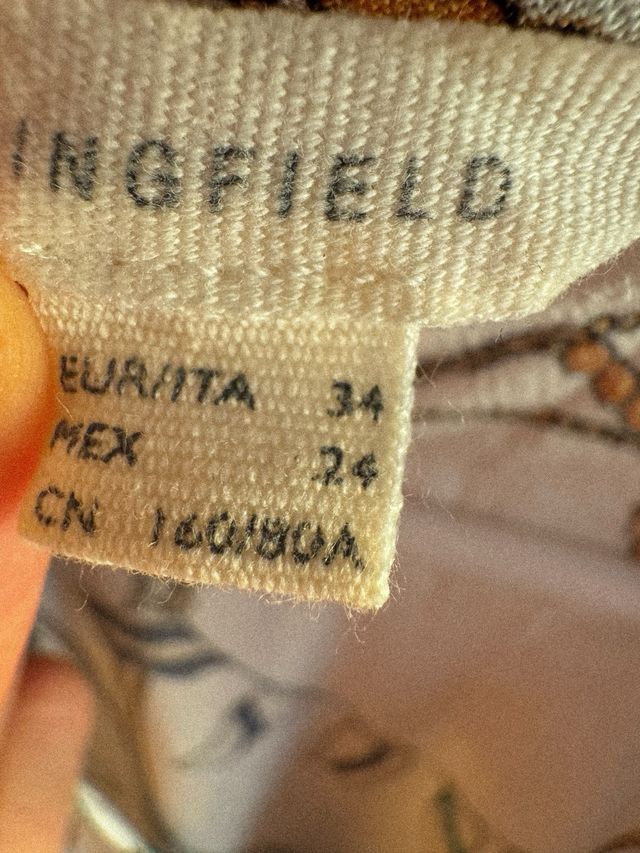 INGFIELD
EUR/ITA 34
MEX 24
CN 160/80A